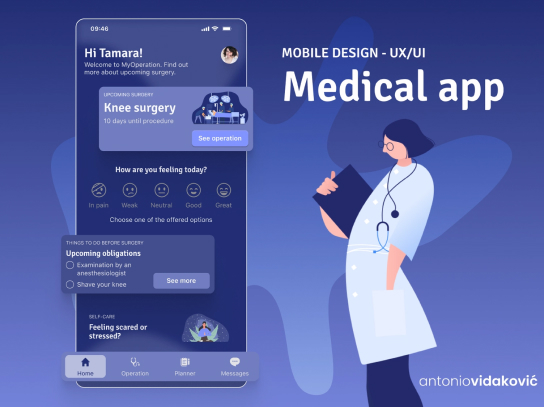 09:46
Hi Tamara!
Welcome to MyOperation. Find out
more about upcoming surgery.
UPCOMING SURGERY
Knee surgery
10 days until procedure
See operation
How are you feeling today?
In pain Weak Neutral Good Great
Choose one of the offered options
THINGS TO DO BEFORE SURGERY
Upcoming obligations
Examination by an
anesthesiologist
Shave your knee
See more
SELF-CARE
Feeling scared or
stressed?
Home Operation Planner Messages
MOBILE DESIGN - UX/UI
Medical app
antoniovidaković